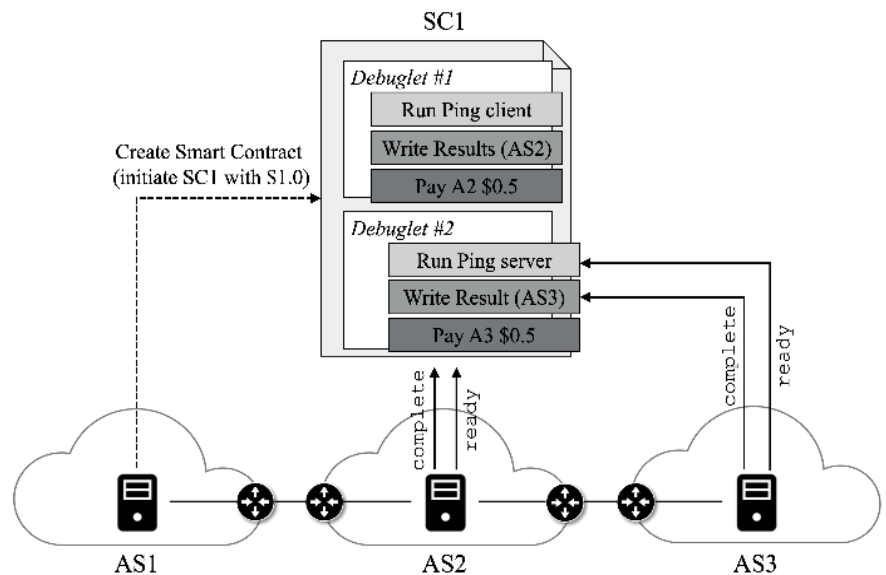 SC1
Debuglet #1
Run Ping client
Write Results (AS2)
Pay A2 $0.5
Create Smart Contract
(initiate SC1 with $1.0)
Debuglet #2
Run Ping server
Write Result (AS3)
Pay A3 $0.5
complete
ready
complete
ready
AS1
AS2
AS3